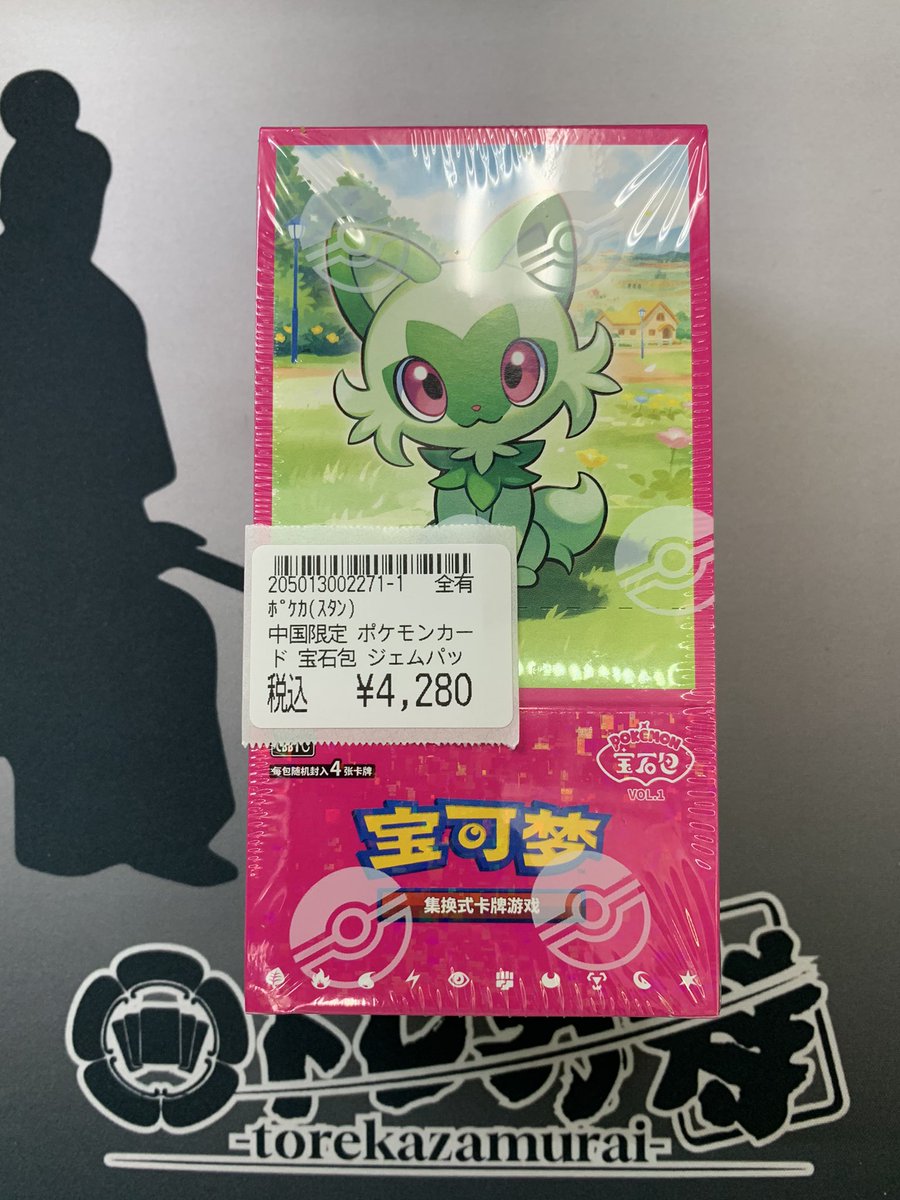 205013002271-1 全有
ﾎﾟｹｶ(ｽﾀﾝ)
中国限定 ポケモンカー
ド 宝石包 ジェムパッ
税込 ¥4,280
每包随机封入4张卡牌
POKÉMON
宝石包
VOL.1
宝可梦
集换式卡牌游戏
-torekazamurai-